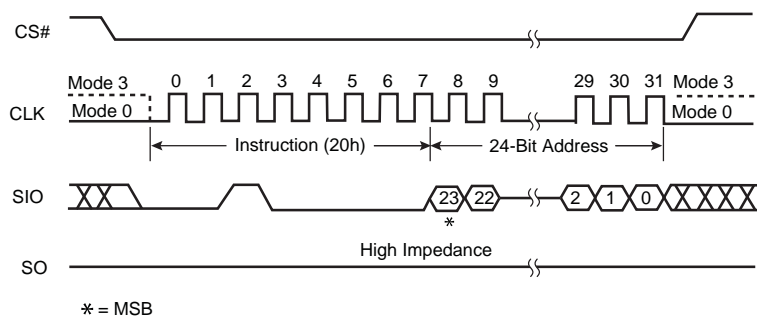 CS#
Mode 3 0 1 2 3 4 5 6 7 8 9 29 30 31 Mode 3
CLK Mode 0 Mode 0
Instruction (20h) 24-Bit Address
SIO 23 22 2 1 0
*
High Impedance
SO
* = MSB